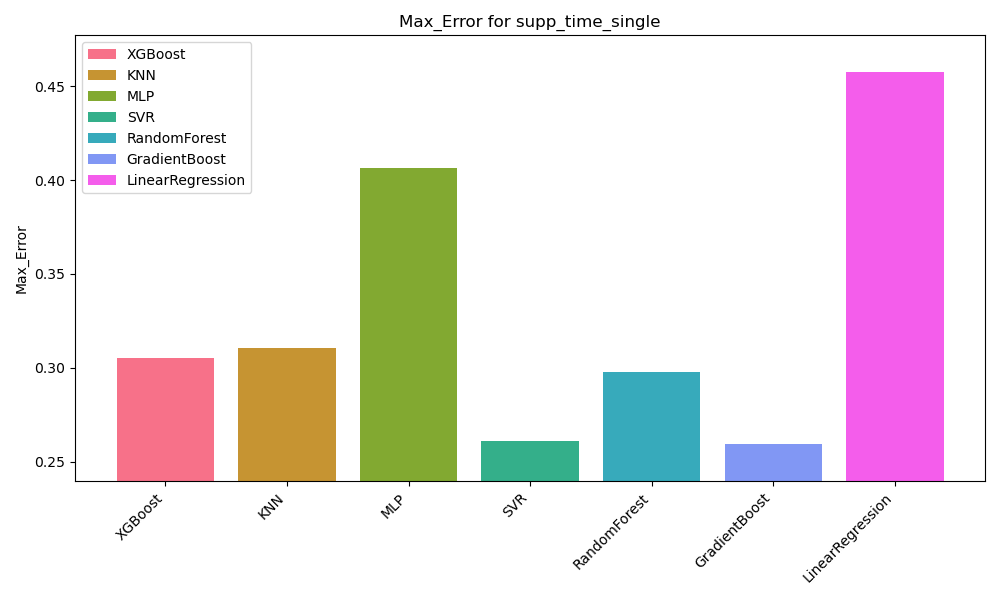 Max_Error for supp_time_single
XGBoost
KNN
MLP
SVR
RandomForest
GradientBoost
LinearRegression
Max_Error
0.45
0.40
0.35
0.30
0.25
XGBoost
KNN
MLP
SVR
RandomForest
GradientBoost
LinearRegression